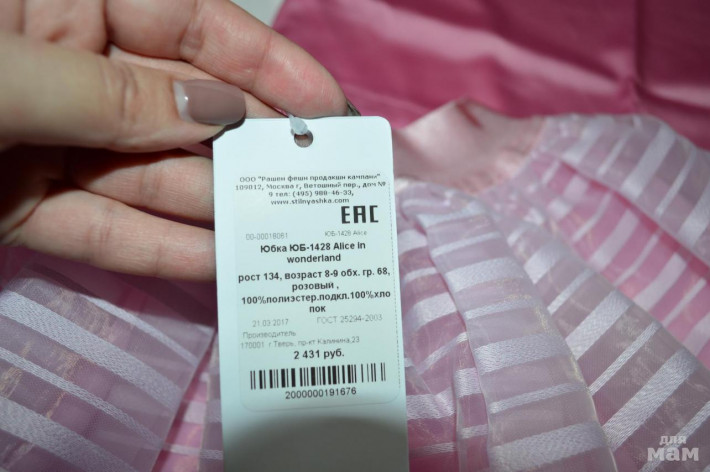 ООО "Рашен фешн продакшн кампани"
109012, Москва г, Ветошный пер., дом №
9 тел: (495) 988-46-33,
www.stilnyashka.com
ЕАС
00-00018061 ЮБ-1428 Alice
Юбка ЮБ-1428 Alice in
wonderland
рост 134, возраст 8-9 обх. гр. 68,
розовый ,
100%полиэстер.подкл.100%хло
пок
21.03.2017 ГОСТ 25294-2003
Производитель
170001 г.Тверь, пр-кт Калинина,23
2 431 руб.
2000000191676
для
мам